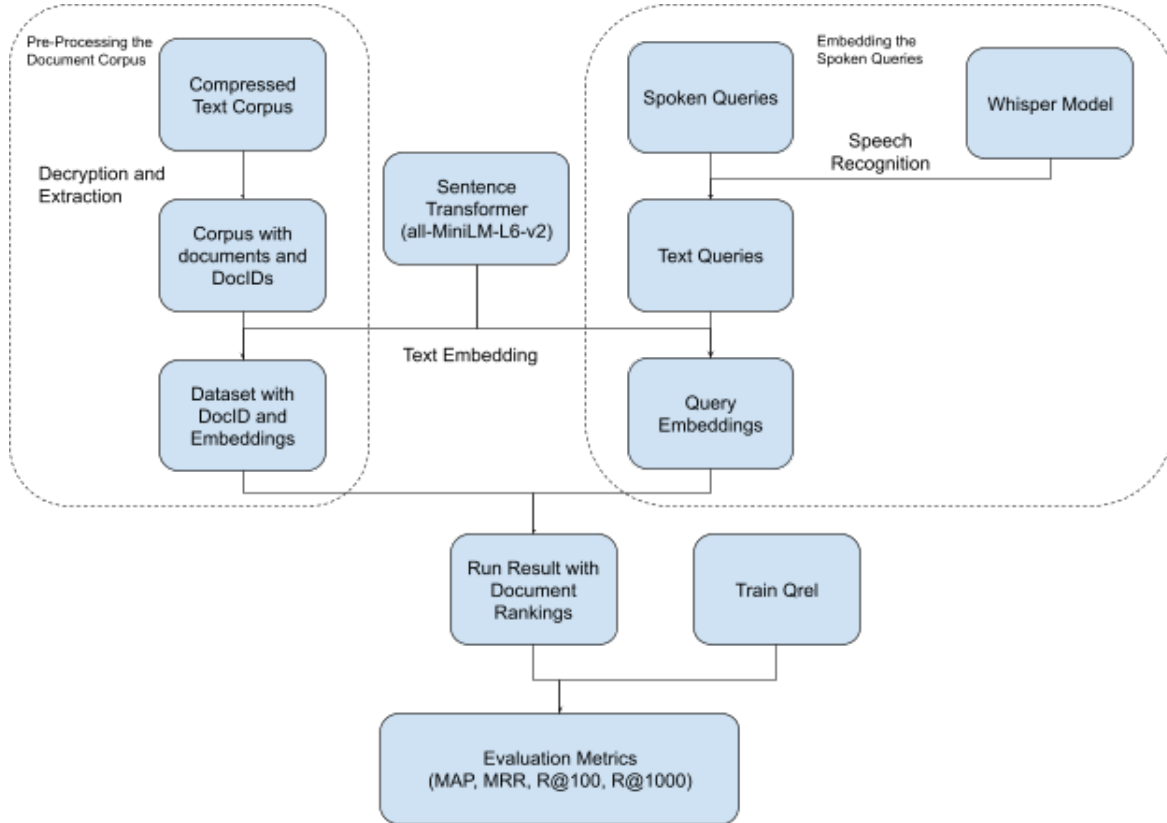 Pre-Processing the
Document Corpus
Compressed
Text Corpus
Decryption and
Extraction
Corpus with
documents and
DocIDs
Dataset with
DocID and
Embeddings
Sentence
Transformer
(all-MiniLM-L6-v2)
Text Embedding
Embedding the
Spoken Queries
Spoken Queries
Whisper Model
Speech
Recognition
Text Queries
Query
Embeddings
Run Result with
Document
Rankings
Train Qrel
Evaluation Metrics
(MAP, MRR, R@100, R@1000)